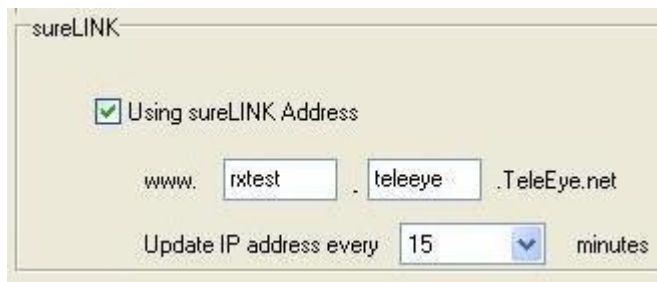 sureLINK
Using sureLINK Address
www. rxtest . teleeye .TeleEye.net
Update IP address every 15 minutes